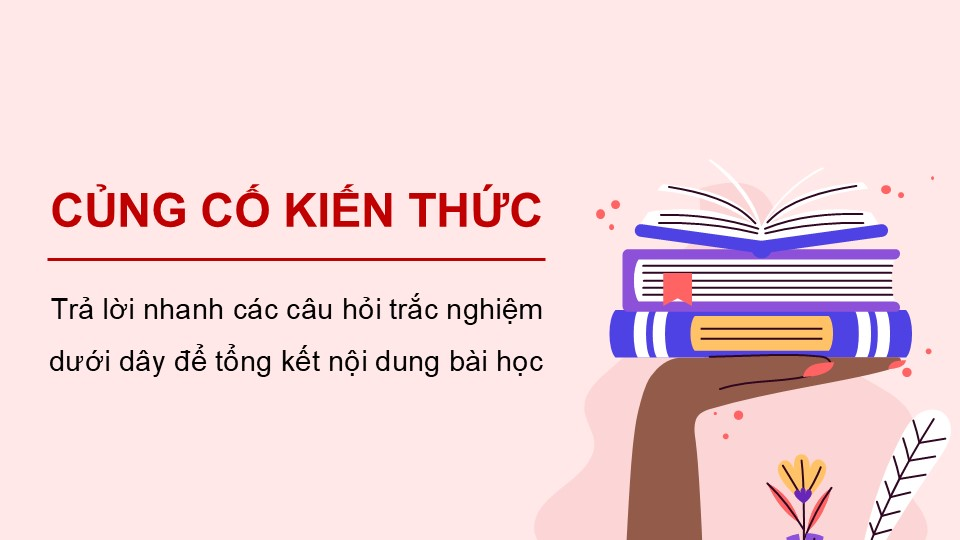 CỦNG CỐ KIẾN THỨC
Trả lời nhanh các câu hỏi trắc nghiệm
dưới dây để tổng kết nội dung bài học